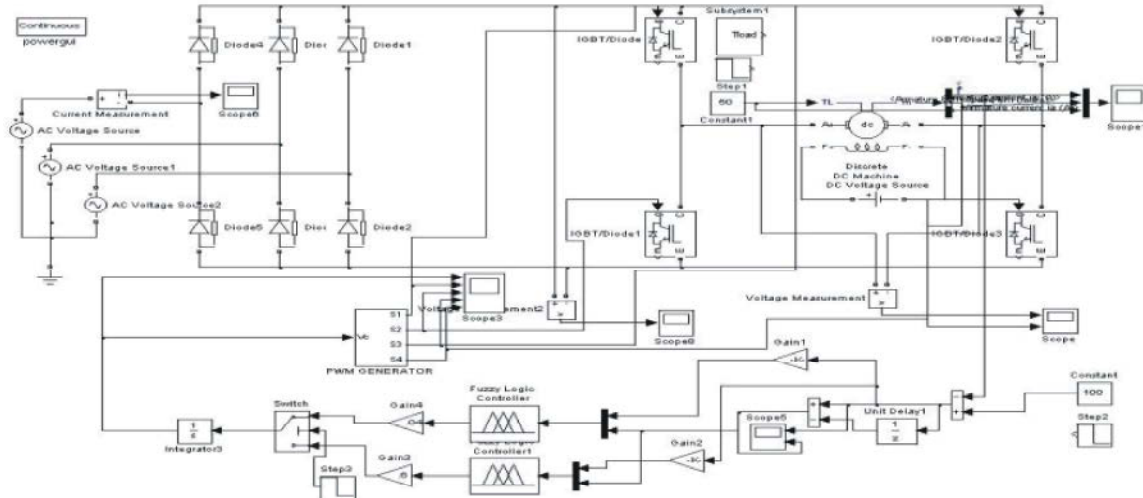 Continuous
powergui
Diode4
Diode1
IGBT/Diode
Subsystem1
Tload
Step1
IGBT/Diode2
Current Measurement
Scope6
60
Constant1
TL
dc
AC Voltage Source
AC Voltage Source1
AC Voltage Source2
Discrete
DC Machine
DC Voltage Source
Diode5
Diode2
IGBT/Diode1
IGBT/Diode3
Scope3
Voltage Measurement
Scope8
Scope
Vc
S1
S2
S3
S4
PWM GENERATOR
Gain1
-K-
Fuzzy Logic
Controller
Constant
100
Switch
Gain4
Scope5
Unit Delay1
1
z
Step2
1
s
Integrator3
Gain3
Gain2
-K-
Controller1
Step3